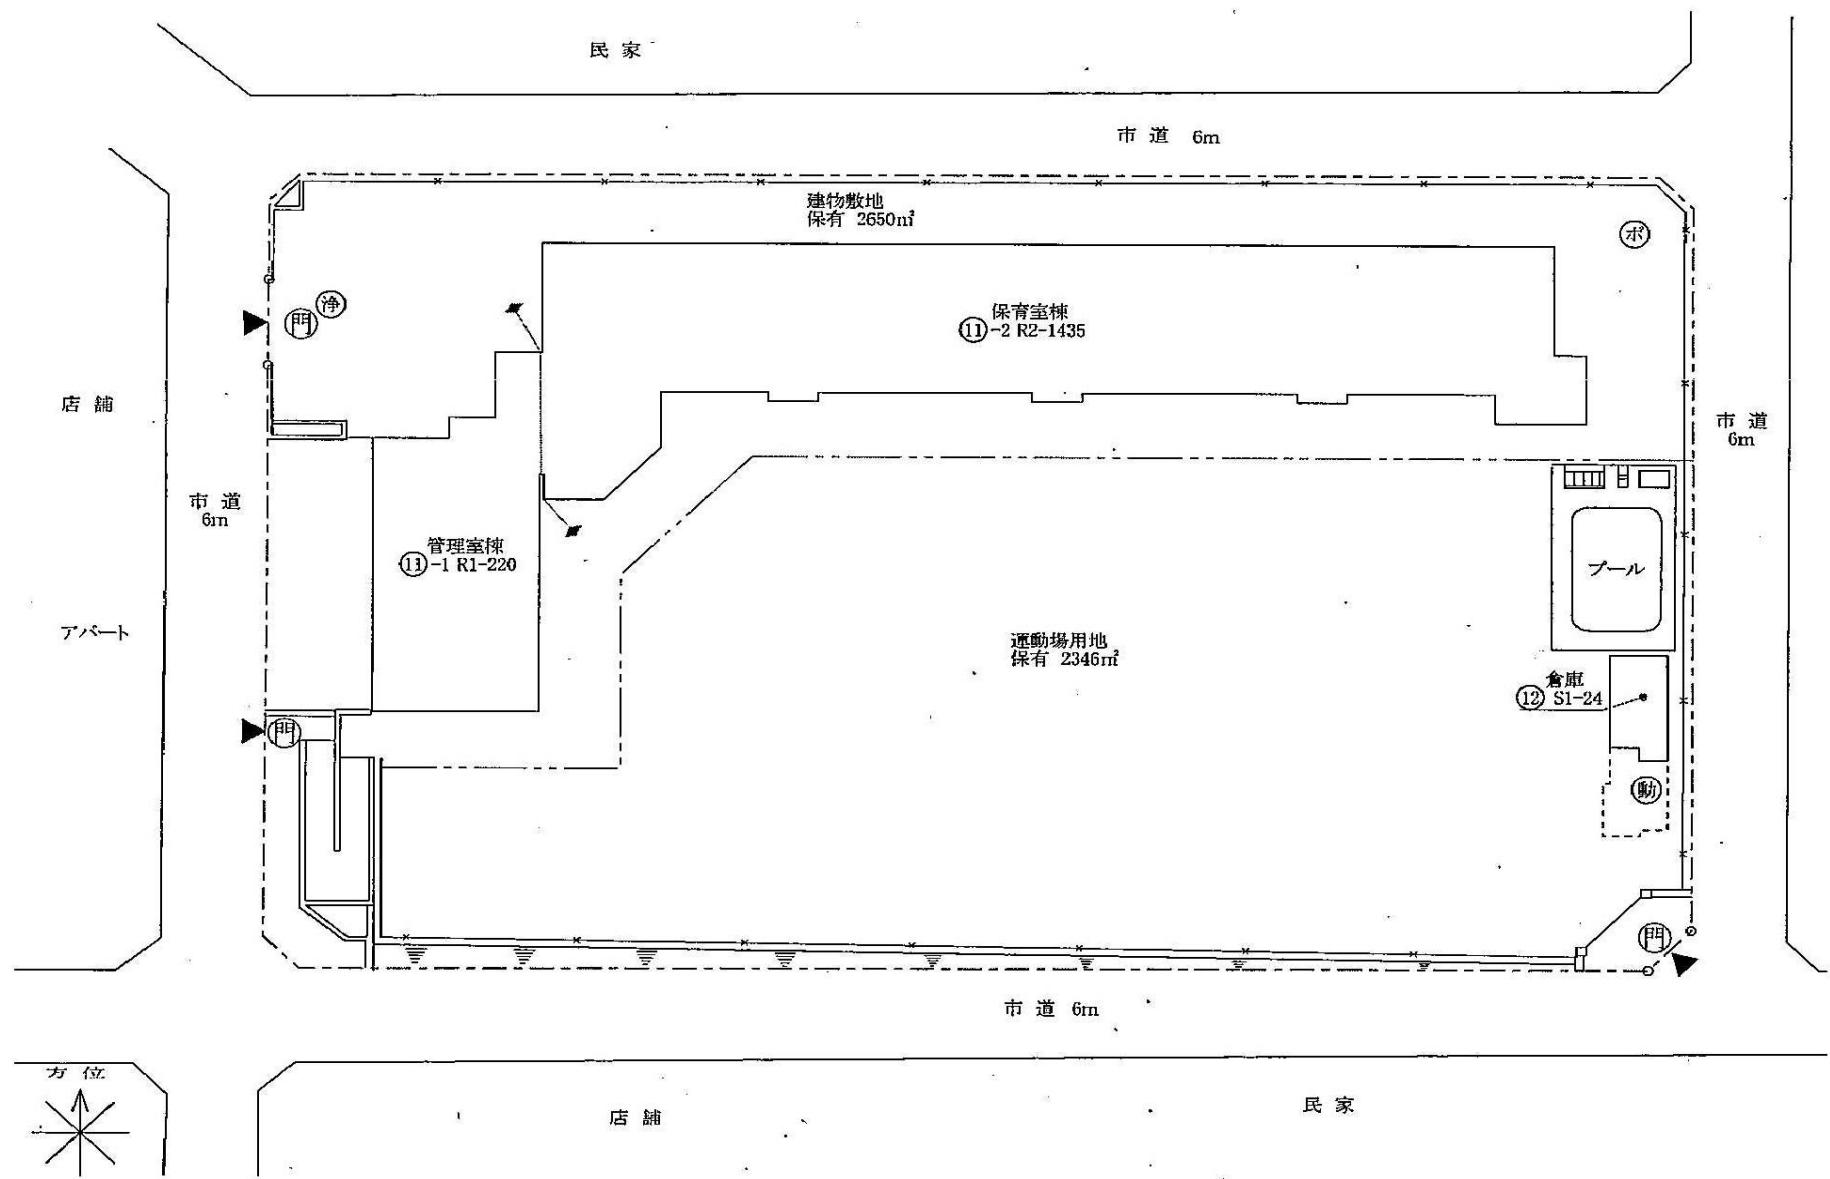 民家
市道 6m
建物敷地
保有 2650㎡
ポ
浄
門
保育室棟
⑪-2 R2-1435
店舗
市道
6m
市道
6m
管理室棟
⑪-1 R1-220
プール
アパート
運動場用地
保有 2346㎡
倉庫
⑫ S1-24
門
動
門
市道 6m
方位
店舗
民家